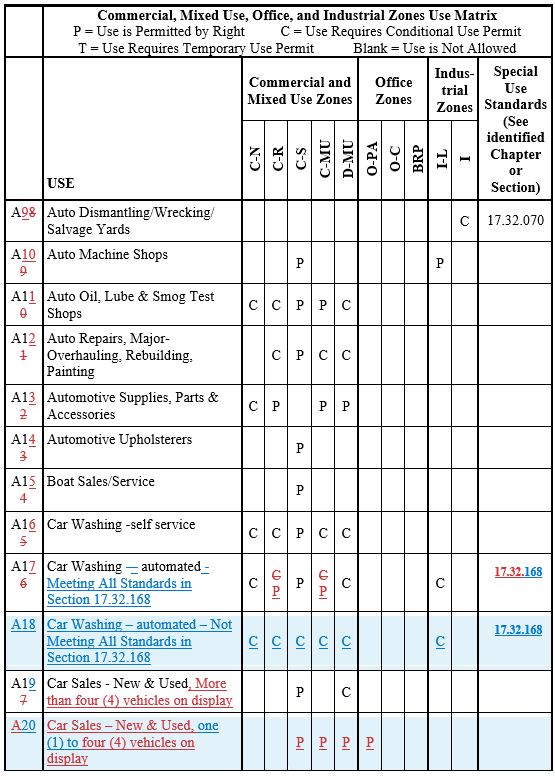 Commercial, Mixed Use, Office, and Industrial Zones Use Matrix
P = Use is Permitted by Right C = Use Requires Conditional Use Permit
T = Use Requires Temporary Use Permit Blank = Use is Not Allowed
USE
Commercial and
Mixed Use Zones
Office
Zones
Indus-
trial
Zones
Special
Use
Standards
(See
identified
Chapter
or
Section)
C-N
C-R
C-S
C-MU
D-MU
O-PA
O-C
BRP
I-L
I
A98 Auto Dismantling/Wrecking/
Salvage Yards
C 17.32.070
A10
9
Auto Machine Shops
P P
A11
0
Auto Oil, Lube & Smog Test
Shops
C C P P C
A12
1
Auto Repairs, Major-
Overhauling, Rebuilding,
Painting
C P C C
A13
2
Automotive Supplies, Parts &
Accessories
C P P P
A14
3
Automotive Upholsterers
P
A15
4
Boat Sales/Service
P
A16
5
Car Washing -self service
C C P C C
A17
6
Car Washing — automated -
Meeting All Standards in
Section 17.32.168
C C
P P C
P C C 17.32.168
A18 Car Washing – automated – Not
Meeting All Standards in
Section 17.32.168
C C C C C C 17.32.168
A19
7
Car Sales - New & Used, More
than four (4) vehicles on display
P C
A20 Car Sales – New & Used, one
(1) to four (4) vehicles on
display
P P P P